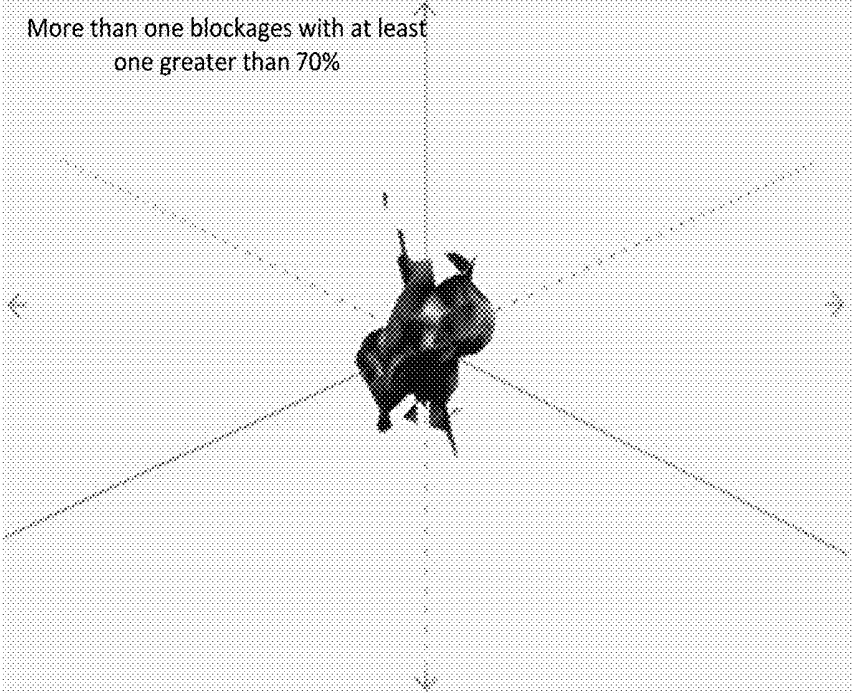 More than one blockages with at least
one greater than 70%